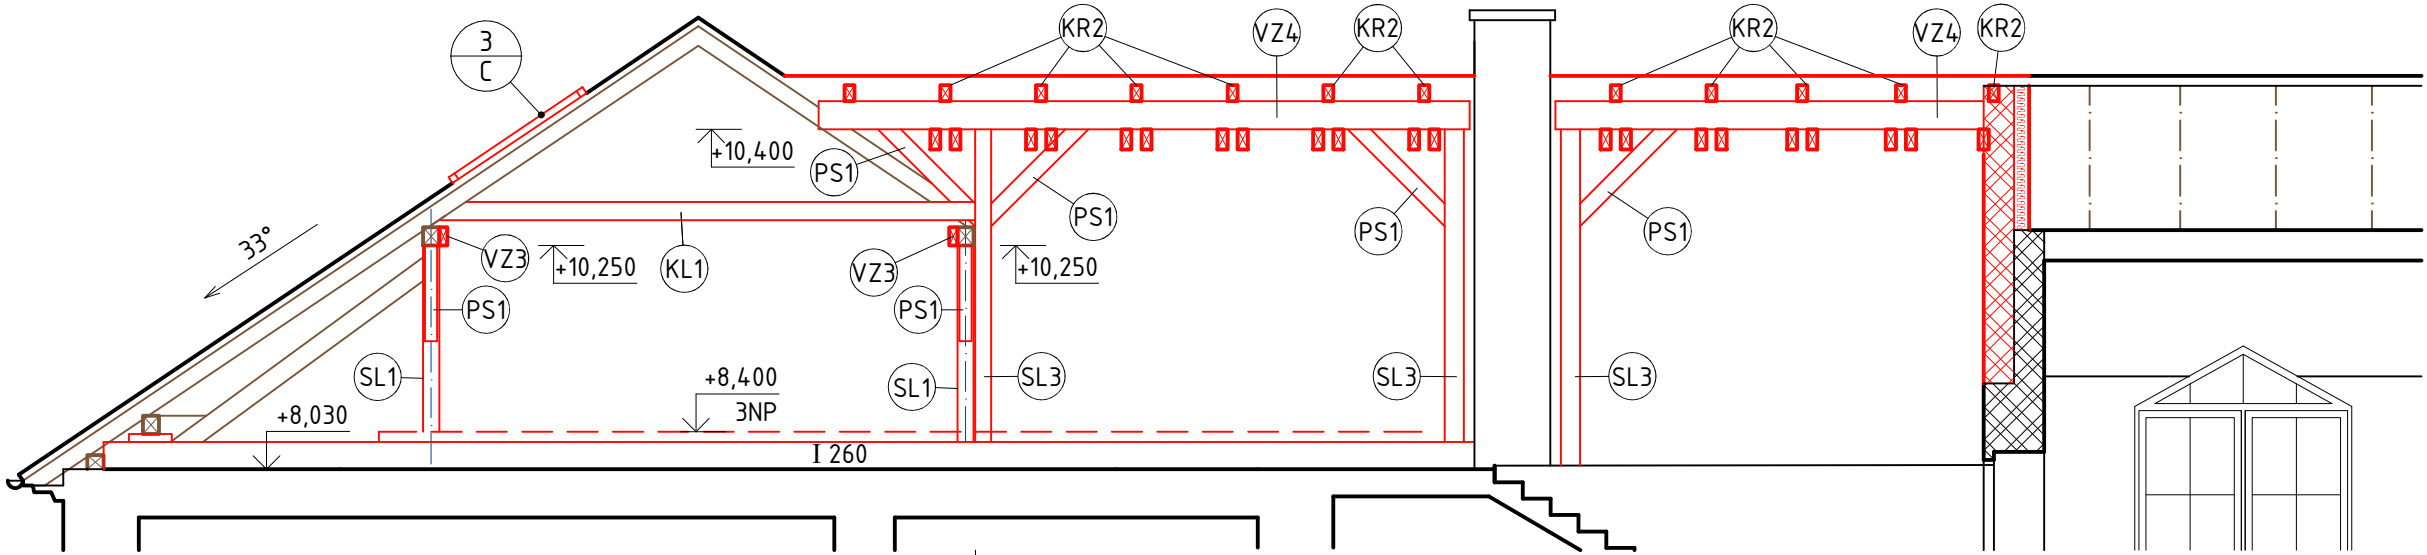 3
C
KR2
VZ4
KR2
KR2
VZ4
KR2
+10,400
PS1
PS1
PS1
PS1
33°
VZ3
+10,250
KL1
VZ3
+10,250
PS1
PS1
SL1
+8,400
3NP
SL1
SL3
SL3
SL3
+8,030
I 260